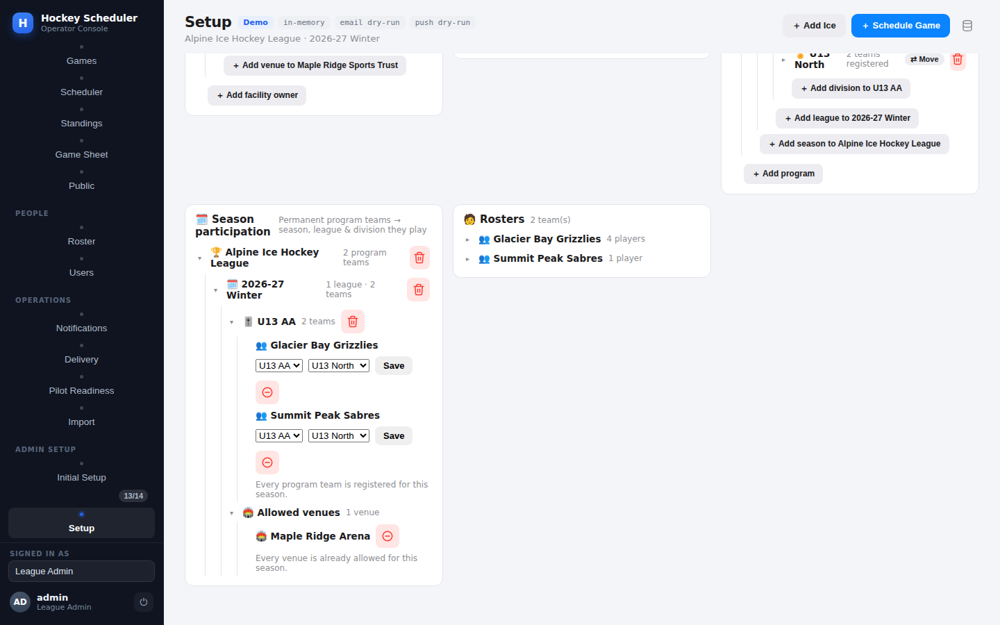 H
Hockey Scheduler
Operator Console
Games
Scheduler
Standings
Game Sheet
Public
PEOPLE
Roster
Users
OPERATIONS
Notifications
Delivery
Pilot Readiness
Import
ADMIN SETUP
Initial Setup
13/14
Setup
SIGNED IN AS
League Admin
AD
admin
League Admin
Setup Demo in-memory email dry-run push dry-run
Alpine Ice Hockey League · 2026-27 Winter
+ Add Ice
+ Schedule Game
+ Add venue to Maple Ridge Sports Trust
+ Add facility owner
U13 North
2 teams registered
⇄ Move
+ Add division to U13 AA
+ Add league to 2026-27 Winter
+ Add season to Alpine Ice Hockey League
+ Add program
Season participation
Permanent program teams →
season, league & division they play
Alpine Ice Hockey League
2 program teams
2026-27 Winter
1 league · 2 teams
U13 AA 2 teams
Glacier Bay Grizzlies
U13 AA U13 North Save
Summit Peak Sabres
U13 AA U13 North Save
Every program team is registered for this
season.
Allowed venues 1 venue
Maple Ridge Arena
Every venue is already allowed for this
season.
Rosters 2 team(s)
Glacier Bay Grizzlies 4 players
Summit Peak Sabres 1 player